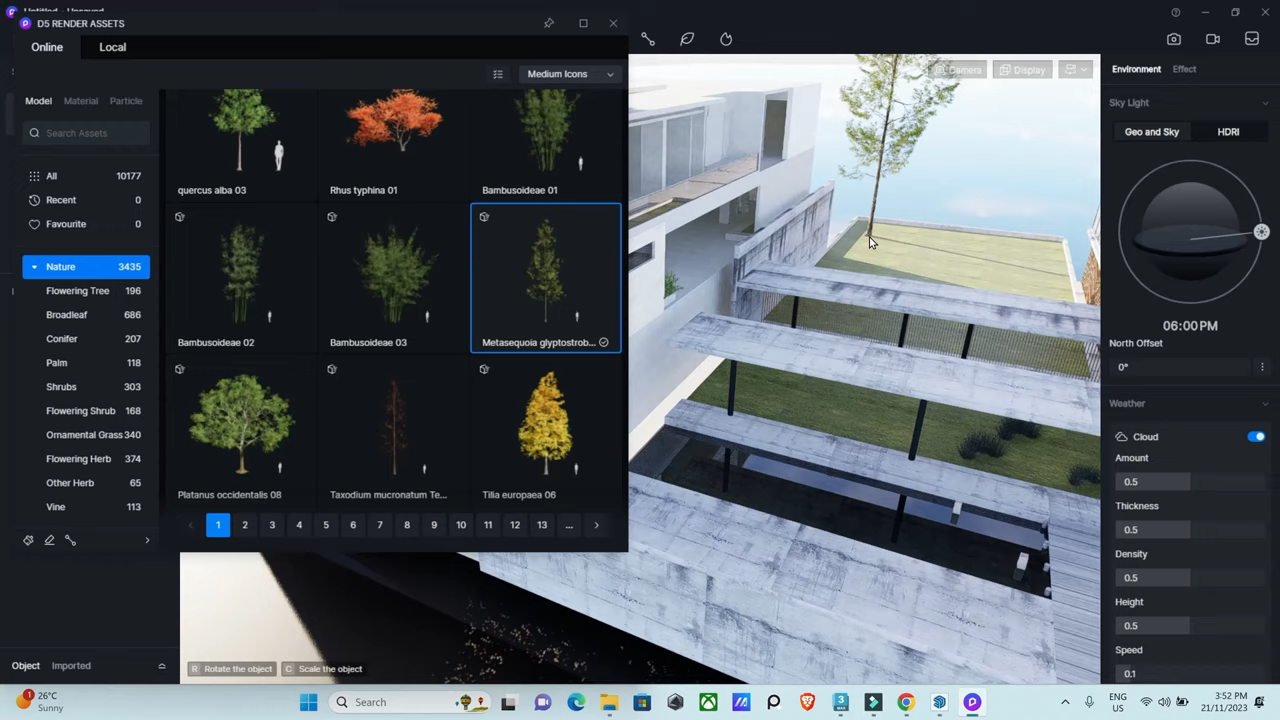 Untitled - Unsaved
D5 RENDER ASSETS
Online
Local
Medium Icons
Model
Material
Particle
Search Assets
All
10177
Recent
0
Favourite
0
Nature
3435
Flowering Tree
196
Broadleaf
686
Conifer
207
Palm
118
Shrubs
303
Flowering Shrub
168
Ornamental Grass
340
Flowering Herb
374
Other Herb
65
Vine
113
quercus alba 03
Rhus typhina 01
Bambusoideae 01
Bambusoideae 02
Bambusoideae 03
Metasequoia glyptostrob...
Platanus occidentalis 08
Taxodium mucronatum Te...
Tilia europaea 06
1
2
3
4
5
6
7
8
9
10
11
12
13
...
Camera
Display
Environment
Effect
Sky Light
Geo and Sky
HDRI
06:00 PM
North Offset
0°
Weather
Cloud
Amount
0.5
Thickness
0.5
Density
0.5
Height
0.5
Speed
0.1
R
Rotate the object
C
Scale the object
Object
Imported
1
26°C
Sunny
Search
ENG
US
3:52 PM
21/11/2023